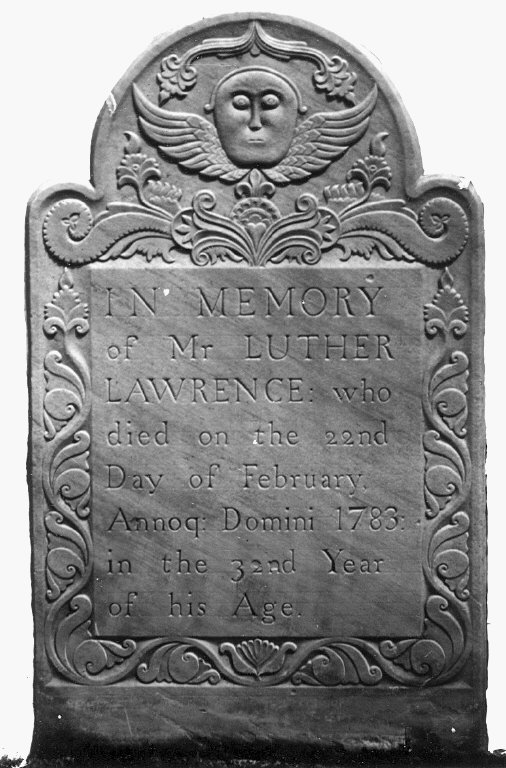 IN MEMORY
of Mr LUTHER
LAWRENCE: who
died on the 22nd
Day of February,
Annoq: Domini 1783:
in the 32nd Year
of his Age.